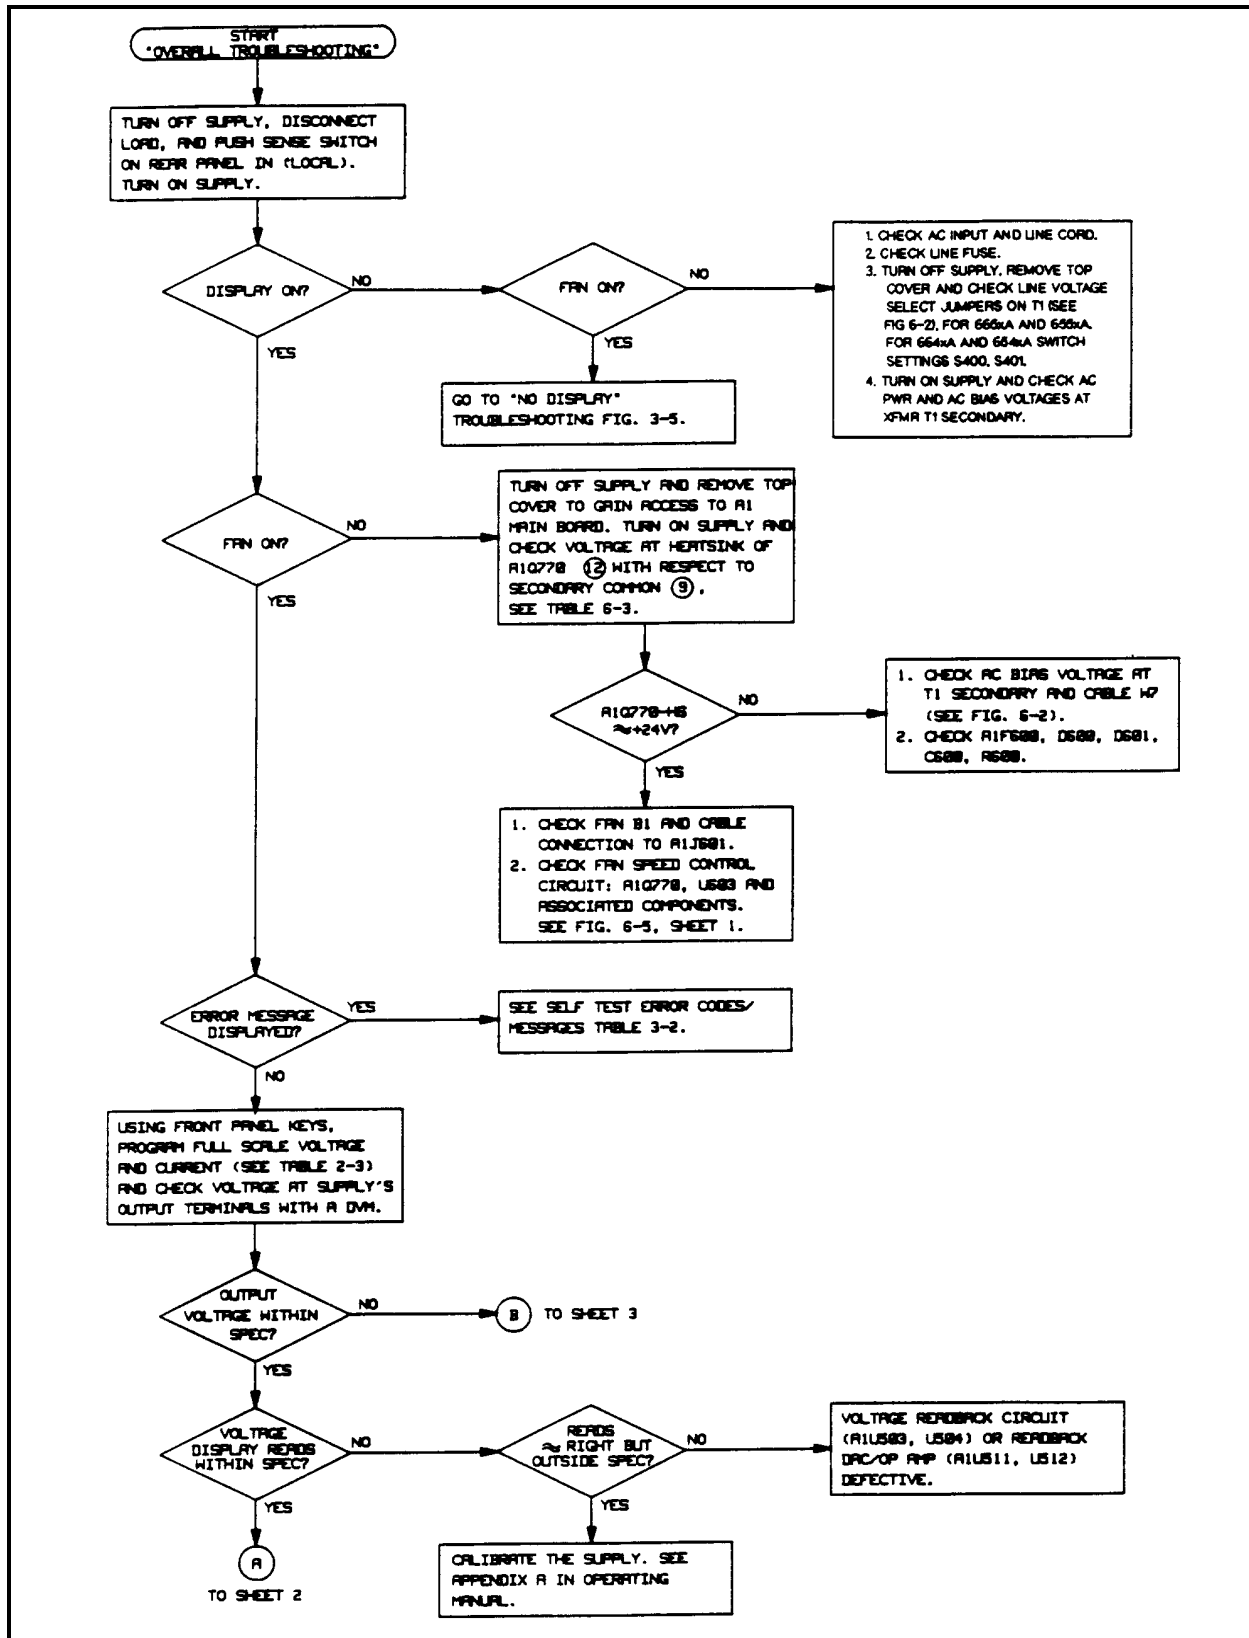 START
"OVERALL TROUBLESHOOTING"
TURN OFF SUPPLY, DISCONNECT
LOAD, AND PUSH SENSE SWITCH
ON REAR PANEL IN (LOCAL).
TURN ON SUPPLY.
DISPLAY ON?
NO
YES
FAN ON?
NO
YES
1. CHECK AC INPUT AND LINE CORD.
2. CHECK LINE FUSE.
3. TURN OFF SUPPLY, REMOVE TOP
COVER AND CHECK LINE VOLTAGE
SELECT JUMPERS ON T1 (SEE
FIG 6-2), FOR 665xA AND 655xA.
FOR 664xA AND 654xA SWITCH
SETTINGS S400, S401.
4. TURN ON SUPPLY AND CHECK AC
PWR AND AC BIAS VOLTAGES AT
XFMR T1 SECONDARY.
GO TO "NO DISPLAY"
TROUBLESHOOTING FIG. 3-5.
FAN ON?
NO
YES
TURN OFF SUPPLY AND REMOVE TOP
COVER TO GAIN ACCESS TO A1
MAIN BOARD. TURN ON SUPPLY AND
CHECK VOLTAGE AT HEATSINK OF
A1Q770 12 WITH RESPECT TO
SECONDARY COMMON 9,
SEE TABLE 6-3.
A1Q770-HS
≈+24V?
NO
YES
1. CHECK AC BIAS VOLTAGE AT
T1 SECONDARY AND CABLE W7
(SEE FIG. 6-2).
2. CHECK A1F600, D600, D601,
C600, R600.
1. CHECK FAN B1 AND CABLE
CONNECTION TO A1J601.
2. CHECK FAN SPEED CONTROL
CIRCUIT: A1Q770, U603 AND
ASSOCIATED COMPONENTS.
SEE FIG. 6-5, SHEET 1.
ERROR MESSAGE
DISPLAYED?
YES
NO
SEE SELF TEST ERROR CODES/
MESSAGES TABLE 3-2.
USING FRONT PANEL KEYS,
PROGRAM FULL SCALE VOLTAGE
AND CURRENT (SEE TABLE 2-3)
AND CHECK VOLTAGE AT SUPPLY'S
OUTPUT TERMINALS WITH A DVM.
OUTPUT
VOLTAGE WITHIN
SPEC?
NO
YES
B TO SHEET 3
VOLTAGE
DISPLAY READS
WITHIN SPEC?
NO
YES
READS
≈ RIGHT BUT
OUTSIDE SPEC?
NO
YES
VOLTAGE READBACK CIRCUIT
(A1U503, U504) OR READBACK
DAC/OP AMP (A1U511, U512)
DEFECTIVE.
A
TO SHEET 2
CALIBRATE THE SUPPLY. SEE
APPENDIX A IN OPERATING
MANUAL.